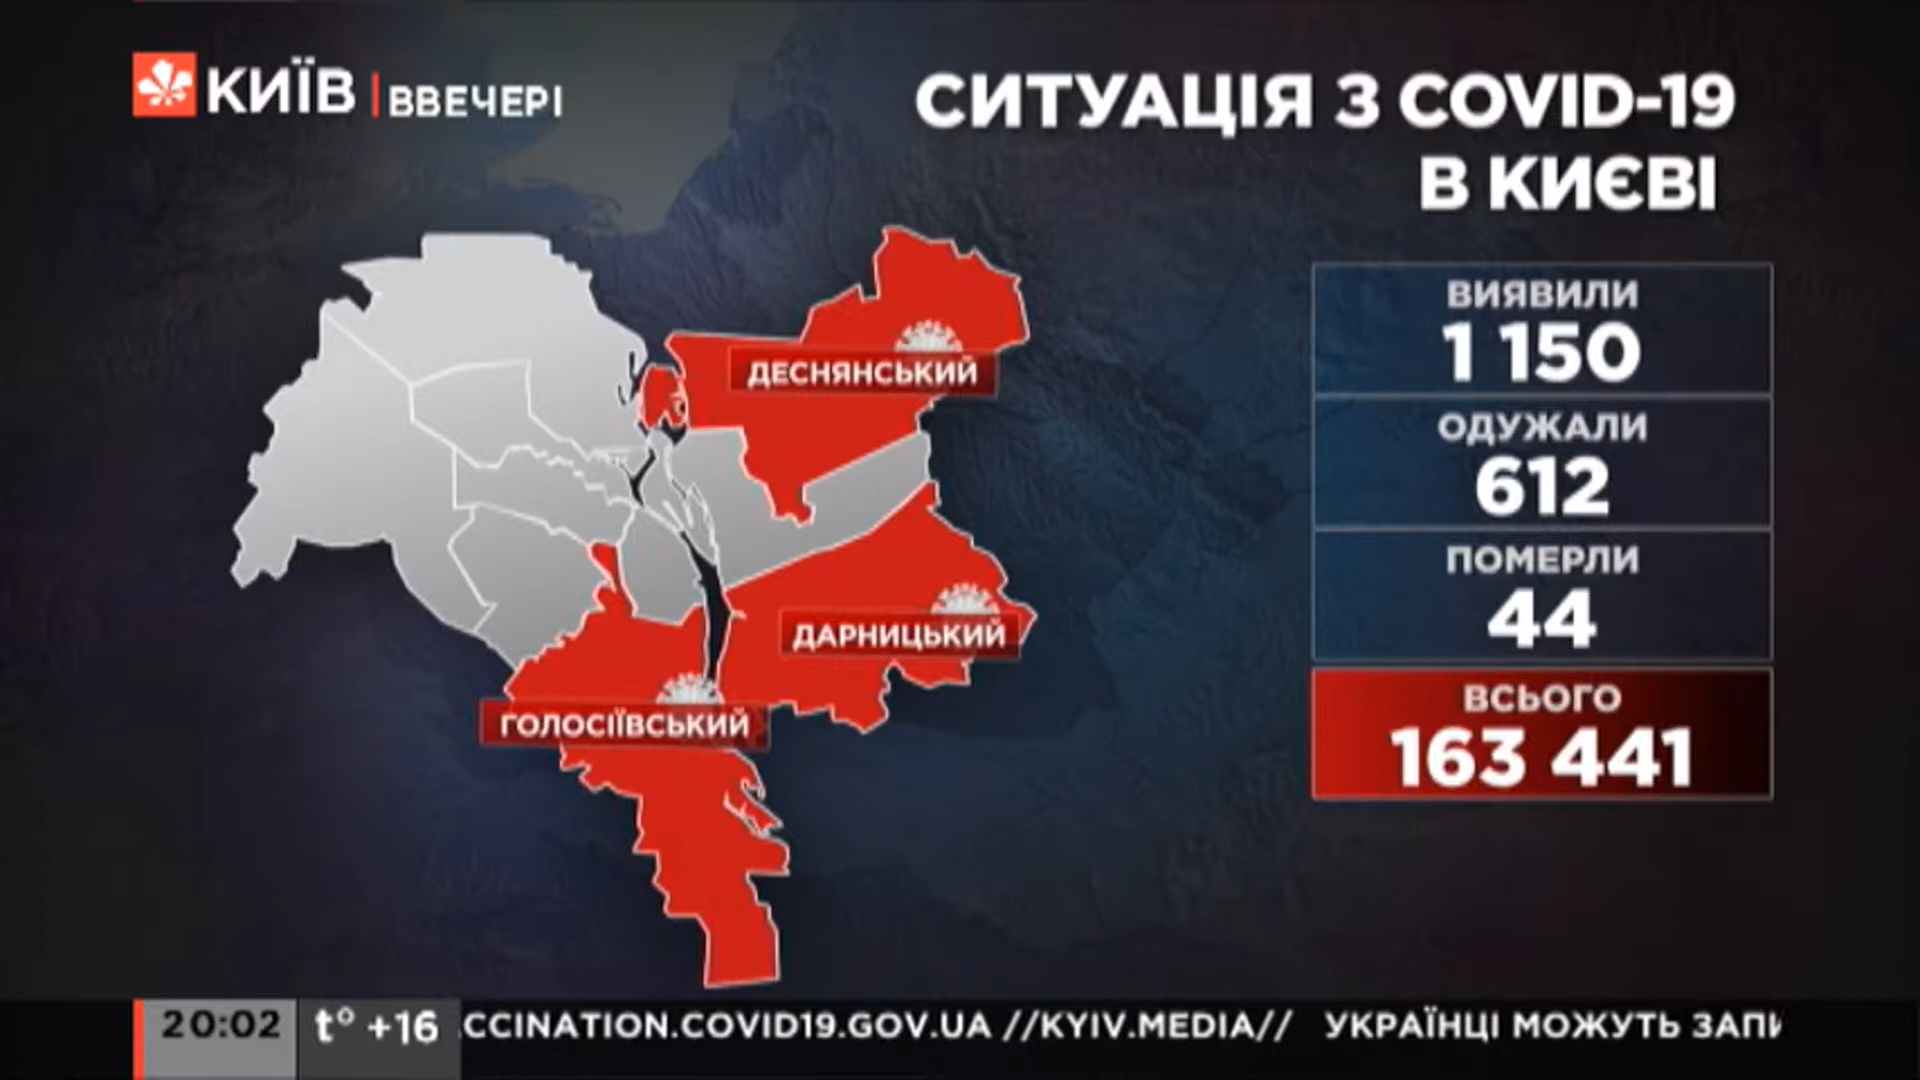 КИЇВ
ВВЕЧЕРІ
СИТУАЦІЯ З COVID-19
В КИЄВІ
ВИЯВИЛИ
1 150
ОДУЖАЛИ
612
ПОМЕРЛИ
44
ВСЬОГО
163 441
ДЕСНЯНСЬКИЙ
ДАРНИЦЬКИЙ
ГОЛОСІЇВСЬКИЙ
20:02
t° +16
CCINATION.COVID19.GOV.UA //KYIV.MEDIA// УКРАЇНЦІ МОЖУТЬ ЗАПИ